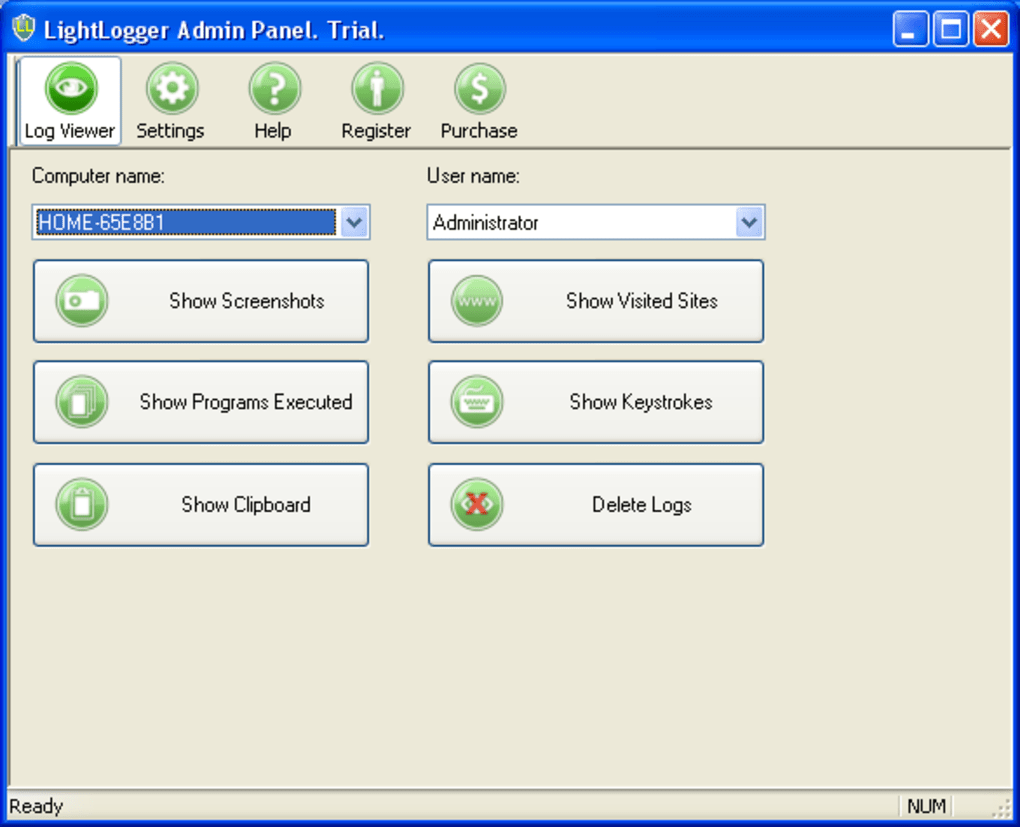 LightLogger Admin Panel. Trial.
Log Viewer Settings Help Register Purchase
Computer name: User name:
HOME-65E8B1 Administrator
Show Screenshots www Show Visited Sites
Show Programs Executed Show Keystrokes
Show Clipboard Delete Logs
Ready NUM